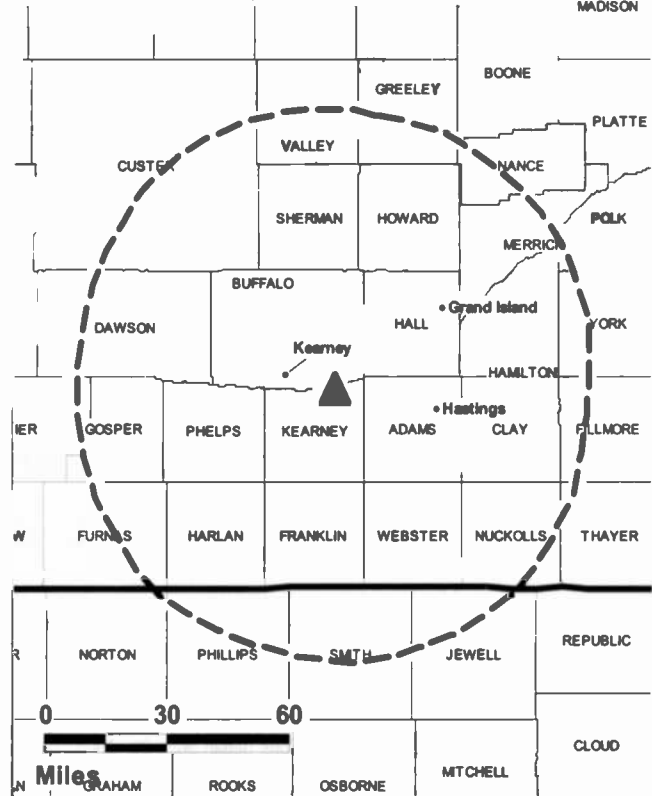 MADISON
BOONE
GREELEY
PLATTE
VALLEY
CUSTER
NANCE
SHERMAN
HOWARD
POLK
MERRICK
BUFFALO
Grand Island
DAWSON
HALL
YORK
Kearney
HAMILTON
Hastings
IER
GOSPER
PHELPS
KEARNEY
ADAMS
CLAY
FILLMORE
W
FURNAS
HARLAN
FRANKLIN
WEBSTER
NUCKOLLS
THAYER
R
NORTON
PHILLIPS
SMITH
JEWELL
REPUBLIC
0 30 60
CLOUD
Miles
N
GRAHAM
ROOKS
OSBORNE
MITCHELL